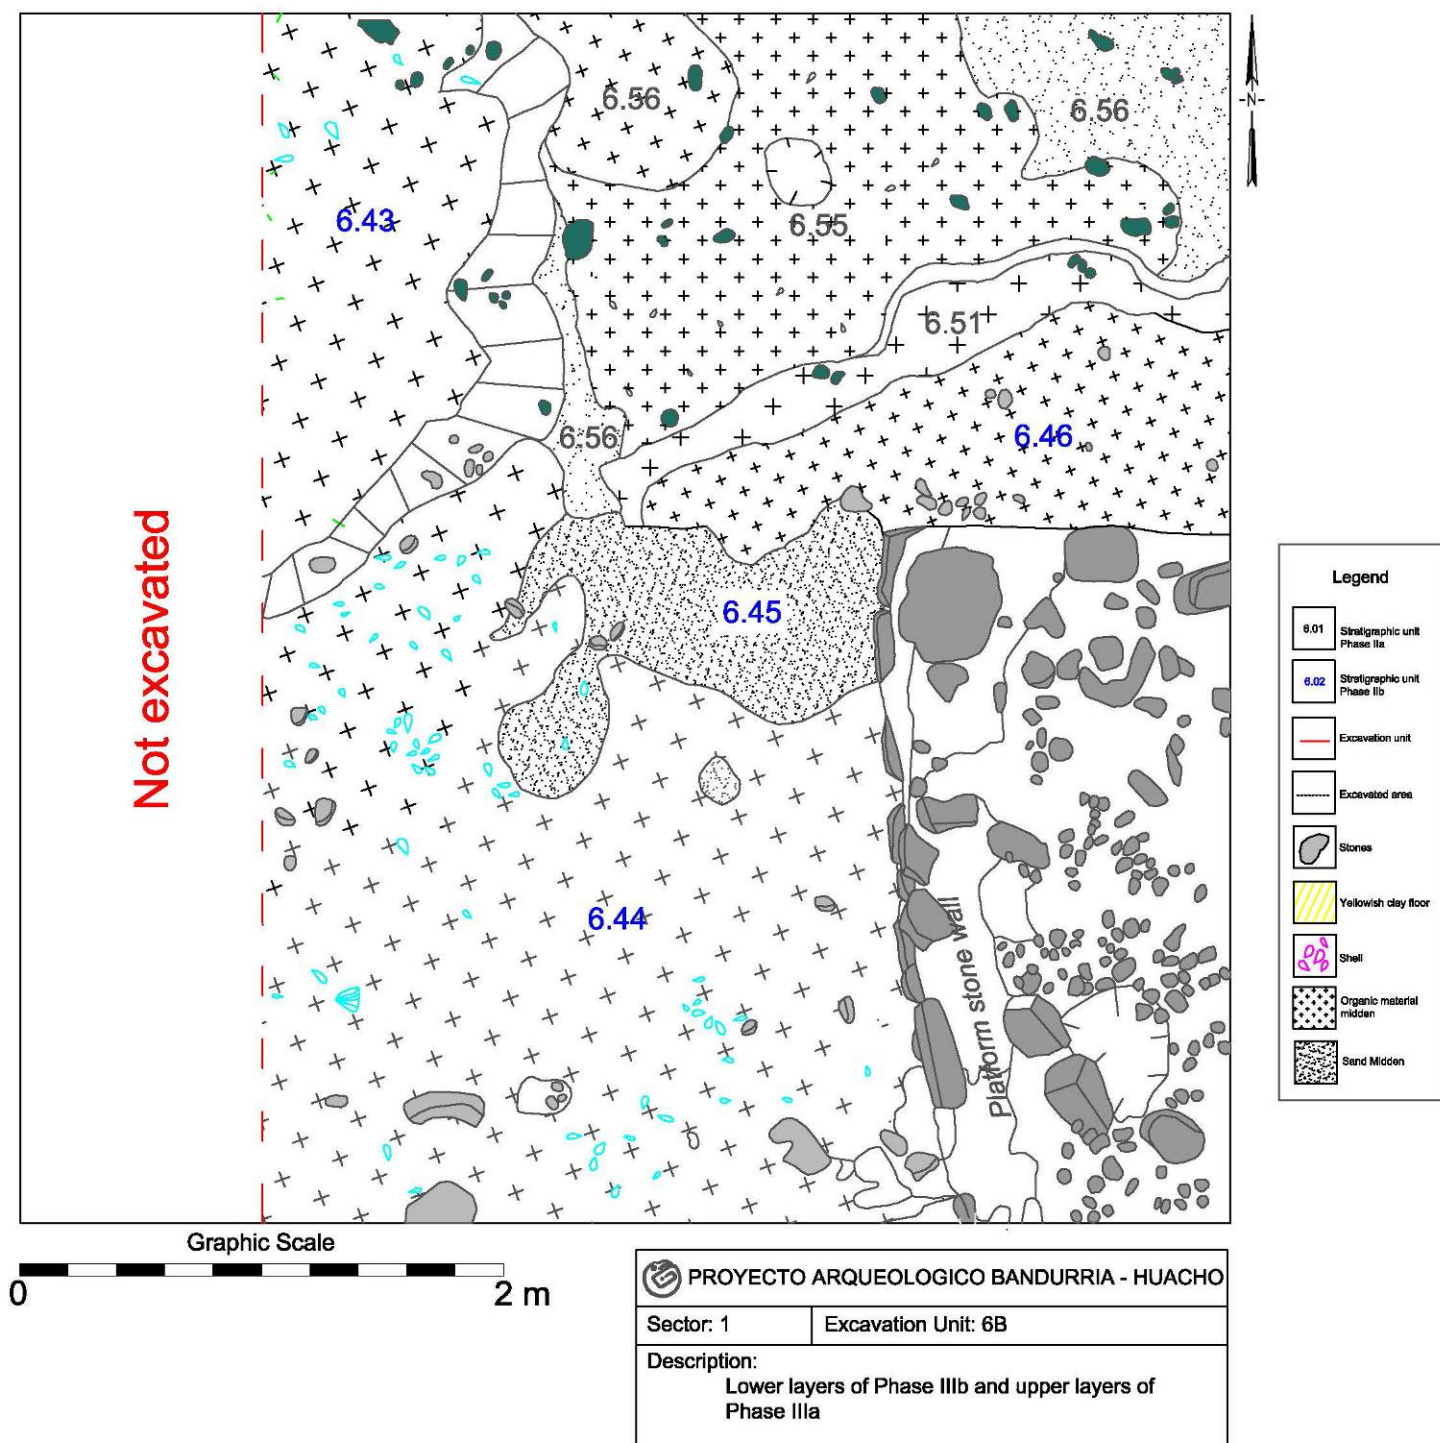 6.56
-N-
6.56
6.43
6.55
6.51
6.56
6.46
Not excavated
6.45
6.44
Platform stone wall
Legend
6.01 Stratigraphic unit
Phase IIa
6.02 Stratigraphic unit
Phase IIb
Excavation unit
Excavated area
Stones
Yellowish clay floor
Shell
Organic material
midden
Sand Midden
Graphic Scale
0 2 m
PROYECTO ARQUEOLOGICO BANDURRIA - HUACHO
Sector: 1 Excavation Unit: 6B
Description:
Lower layers of Phase IIIb and upper layers of
Phase IIIa